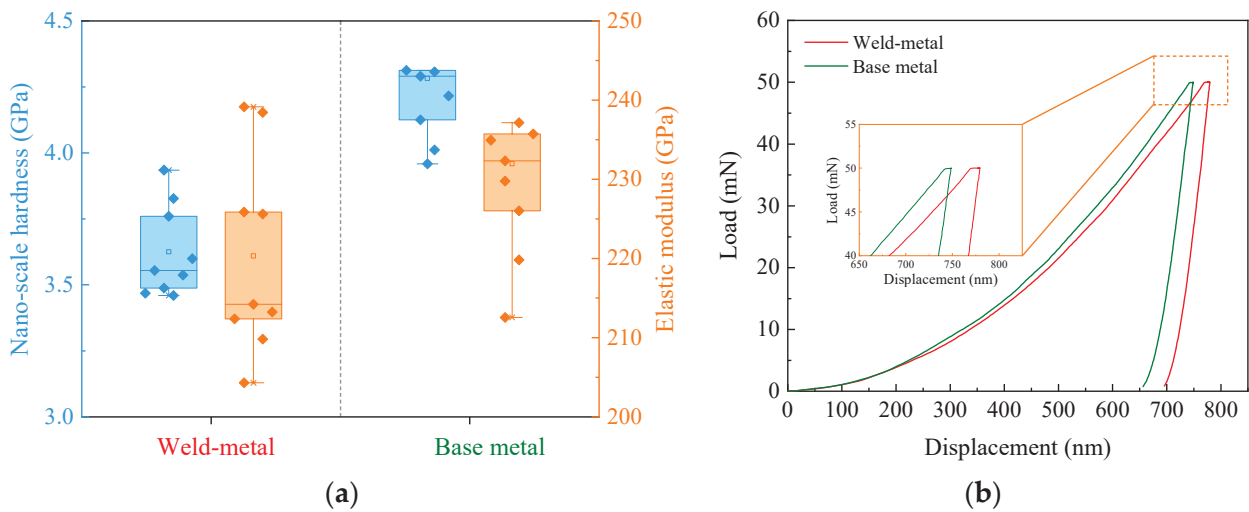 Nano-scale hardness (GPa)
4.5
4.0
3.5
3.0
Weld-metal
Base metal
250
240
230
220
210
200
Elastic modulus (GPa)
(a)
Load (mN)
60
50
40
30
20
10
0
0
100
200
300
400
500
600
700
800
Displacement (nm)
Weld-metal
Base metal
Load (mN)
55
50
45
40
650
700
750
800
Displacement (nm)
(b)